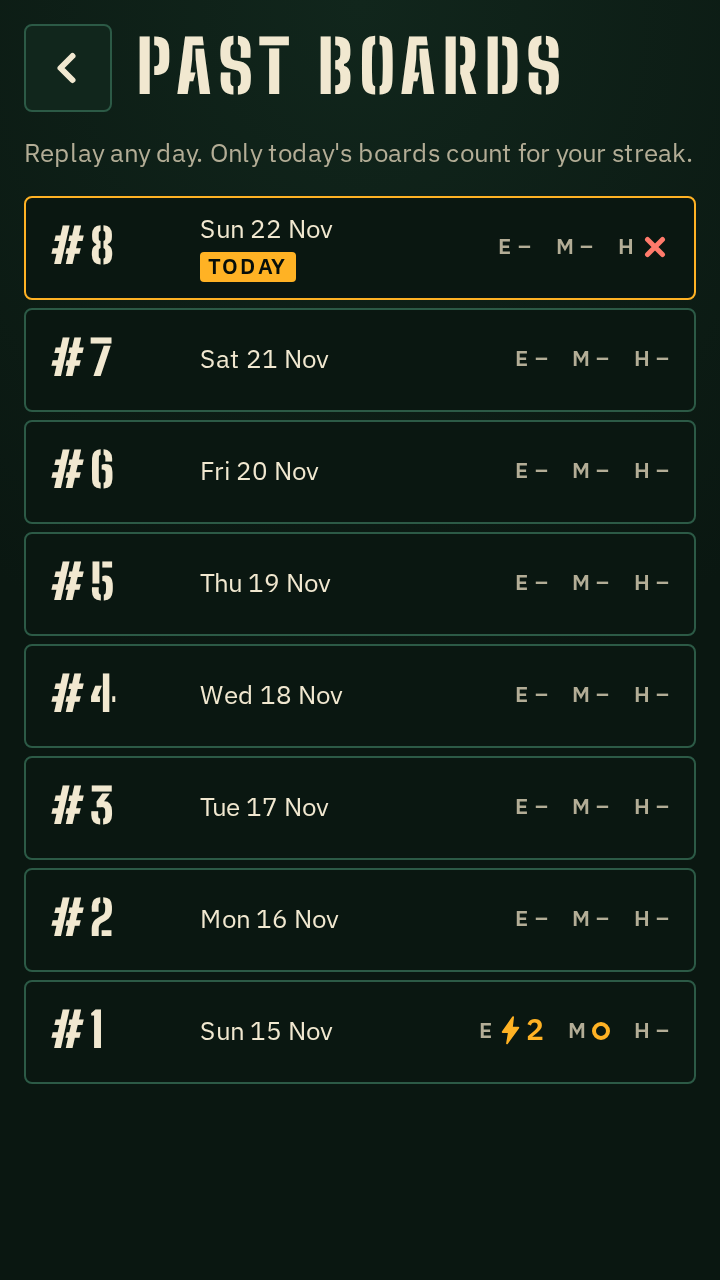 PAST BOARDS
Replay any day. Only today's boards count for your streak.
#8 Sun 22 Nov E – M – H ✕
TODAY
#7 Sat 21 Nov E – M – H –
#6 Fri 20 Nov E – M – H –
#5 Thu 19 Nov E – M – H –
#4 Wed 18 Nov E – M – H –
#3 Tue 17 Nov E – M – H –
#2 Mon 16 Nov E – M – H –
#1 Sun 15 Nov E ⚡2 M ○ H –